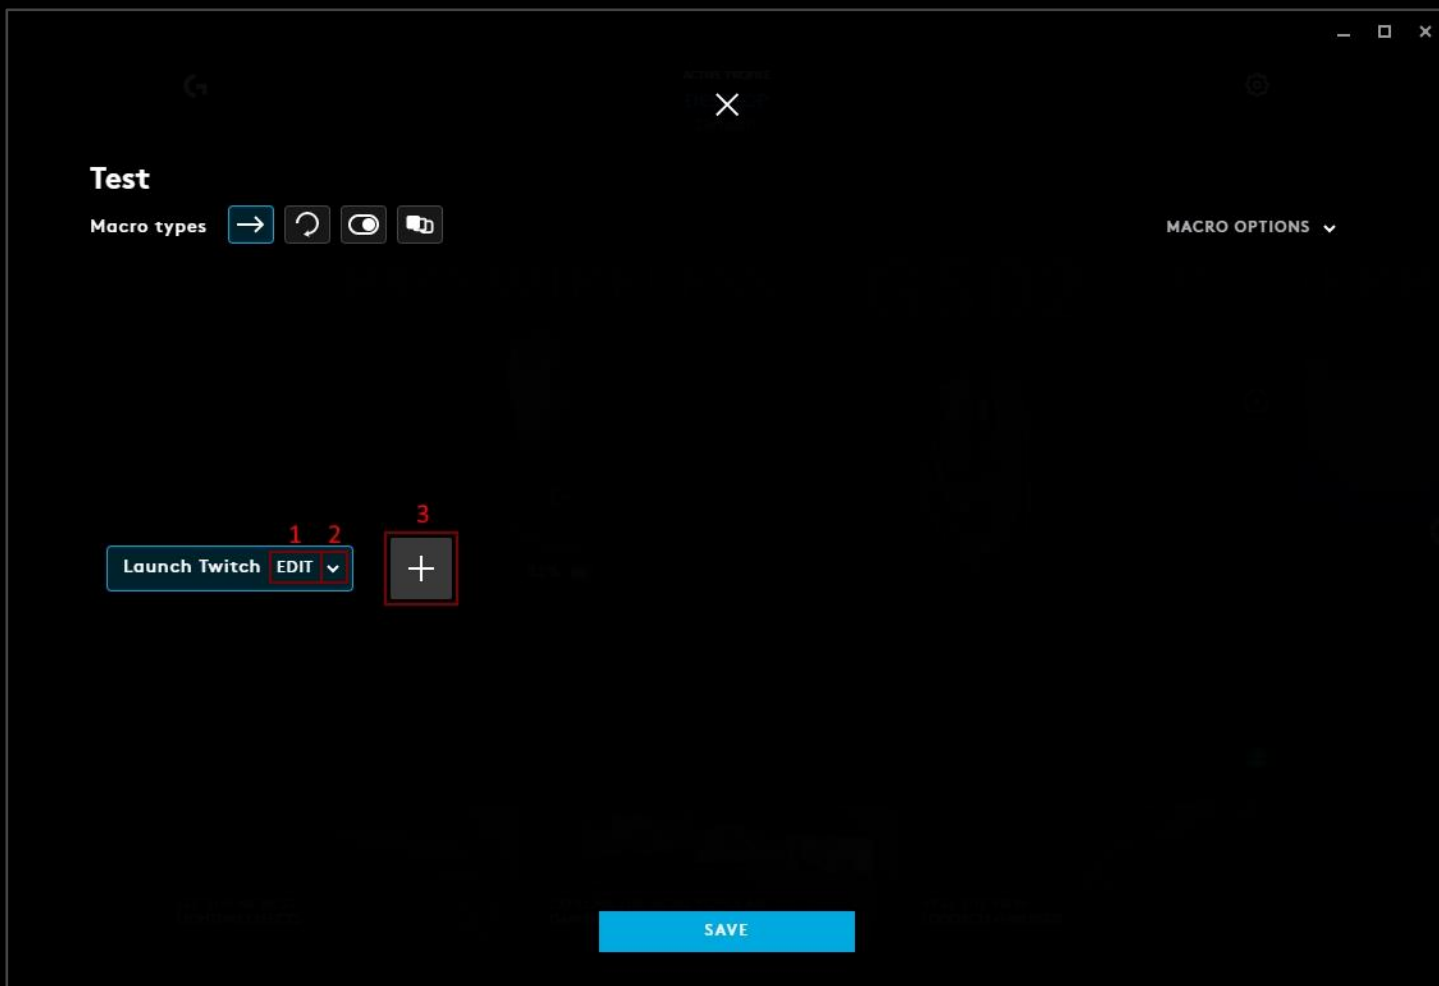 Test
Macro types
MACRO OPTIONS
1 2 3
Launch Twitch EDIT
SAVE